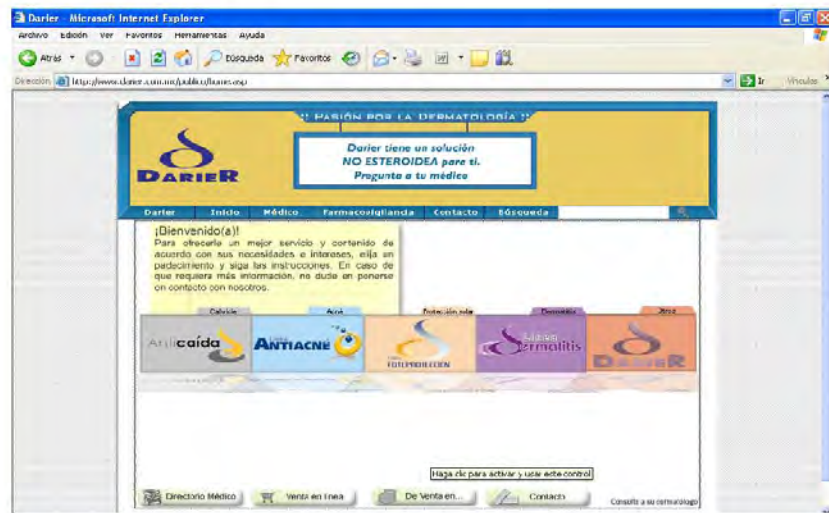 Darier - Microsoft Internet Explorer
Archivo Edición Ver Favoritos Herramientas Ayuda
Atrás Búsqueda Favoritos
Dirección Ir Vínculos
:: PASIÓN POR LA DERMATOLOGÍA ::
Darier tiene un solución
NO ESTEROIDEA para ti.
Pregunta a tu médico
DARIER
Darier Inicio Médico Farmacovigilancia Contacto Búsqueda
¡Bienvenido(a)!
Para ofrecerle un mejor servicio y contenido de
acuerdo con sus necesidades e intereses, elija un
padecimiento y siga las instrucciones. En caso de
que requiera más información, no dude en ponerse
en contacto con nosotros.
Calvicie Acné Protección solar Dermatitis Otros
Anticaída ANTIACNÉ FOTOPROTECCIÓN Dermatitis DARIER
Haga clic para activar y usar este control
Directorio Médico Venta en línea De Venta en... Contacto Consulte a su dermatólogo